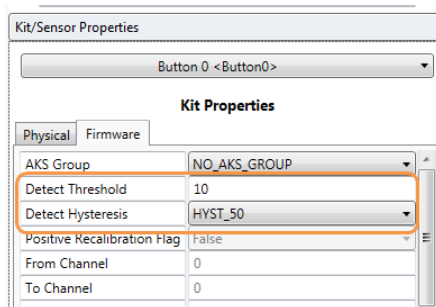 Kit/Sensor Properties
Button 0 <Button0>
Kit Properties
Physical Firmware
AKS Group NO_AKS_GROUP
Detect Threshold 10
Detect Hysteresis HYST_50
Positive Recalibration Flag False
From Channel 0
To Channel 0